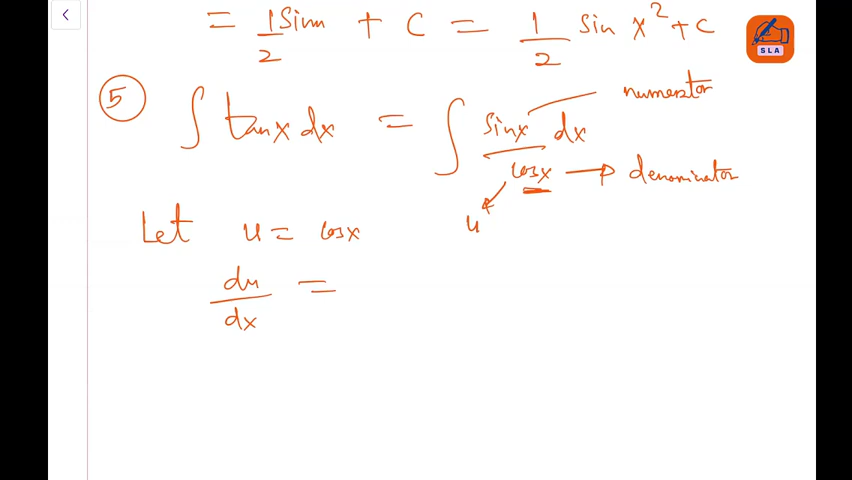 = 1/2 Sinu + C = 1/2 Sin x² + C
SLA
5 ∫ tanx dx = ∫ sinx/cosx dx
numerator
denominator
u
Let u = cosx
du/dx =